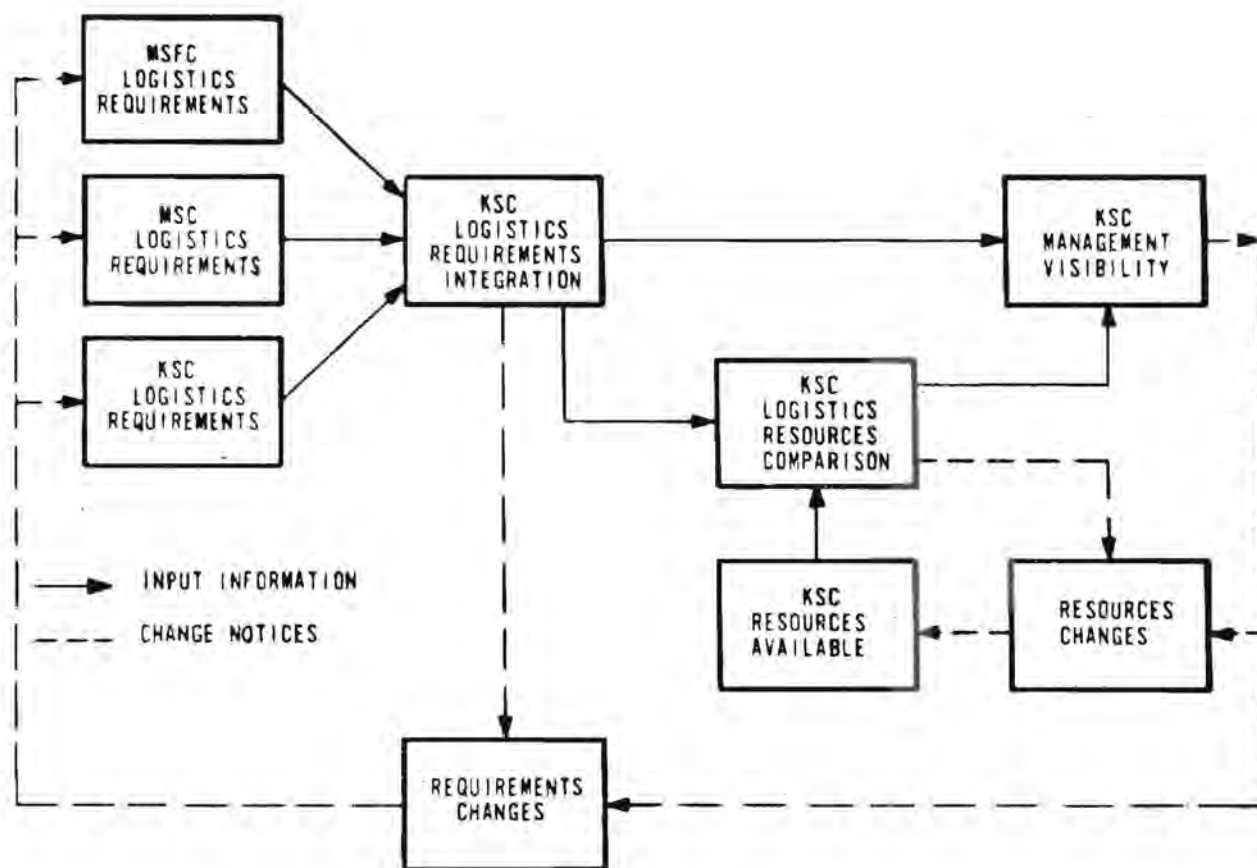 MSFC
LOGISTICS
REQUIREMENTS
MSC
LOGISTICS
REQUIREMENTS
KSC
LOGISTICS
REQUIREMENTS
KSC
LOGISTICS
REQUIREMENTS
INTEGRATION
KSC
MANAGEMENT
VISIBILITY
KSC
LOGISTICS
RESOURCES
COMPARISON
KSC
RESOURCES
AVAILABLE
RESOURCES
CHANGES
INPUT INFORMATION
CHANGE NOTICES
REQUIREMENTS
CHANGES